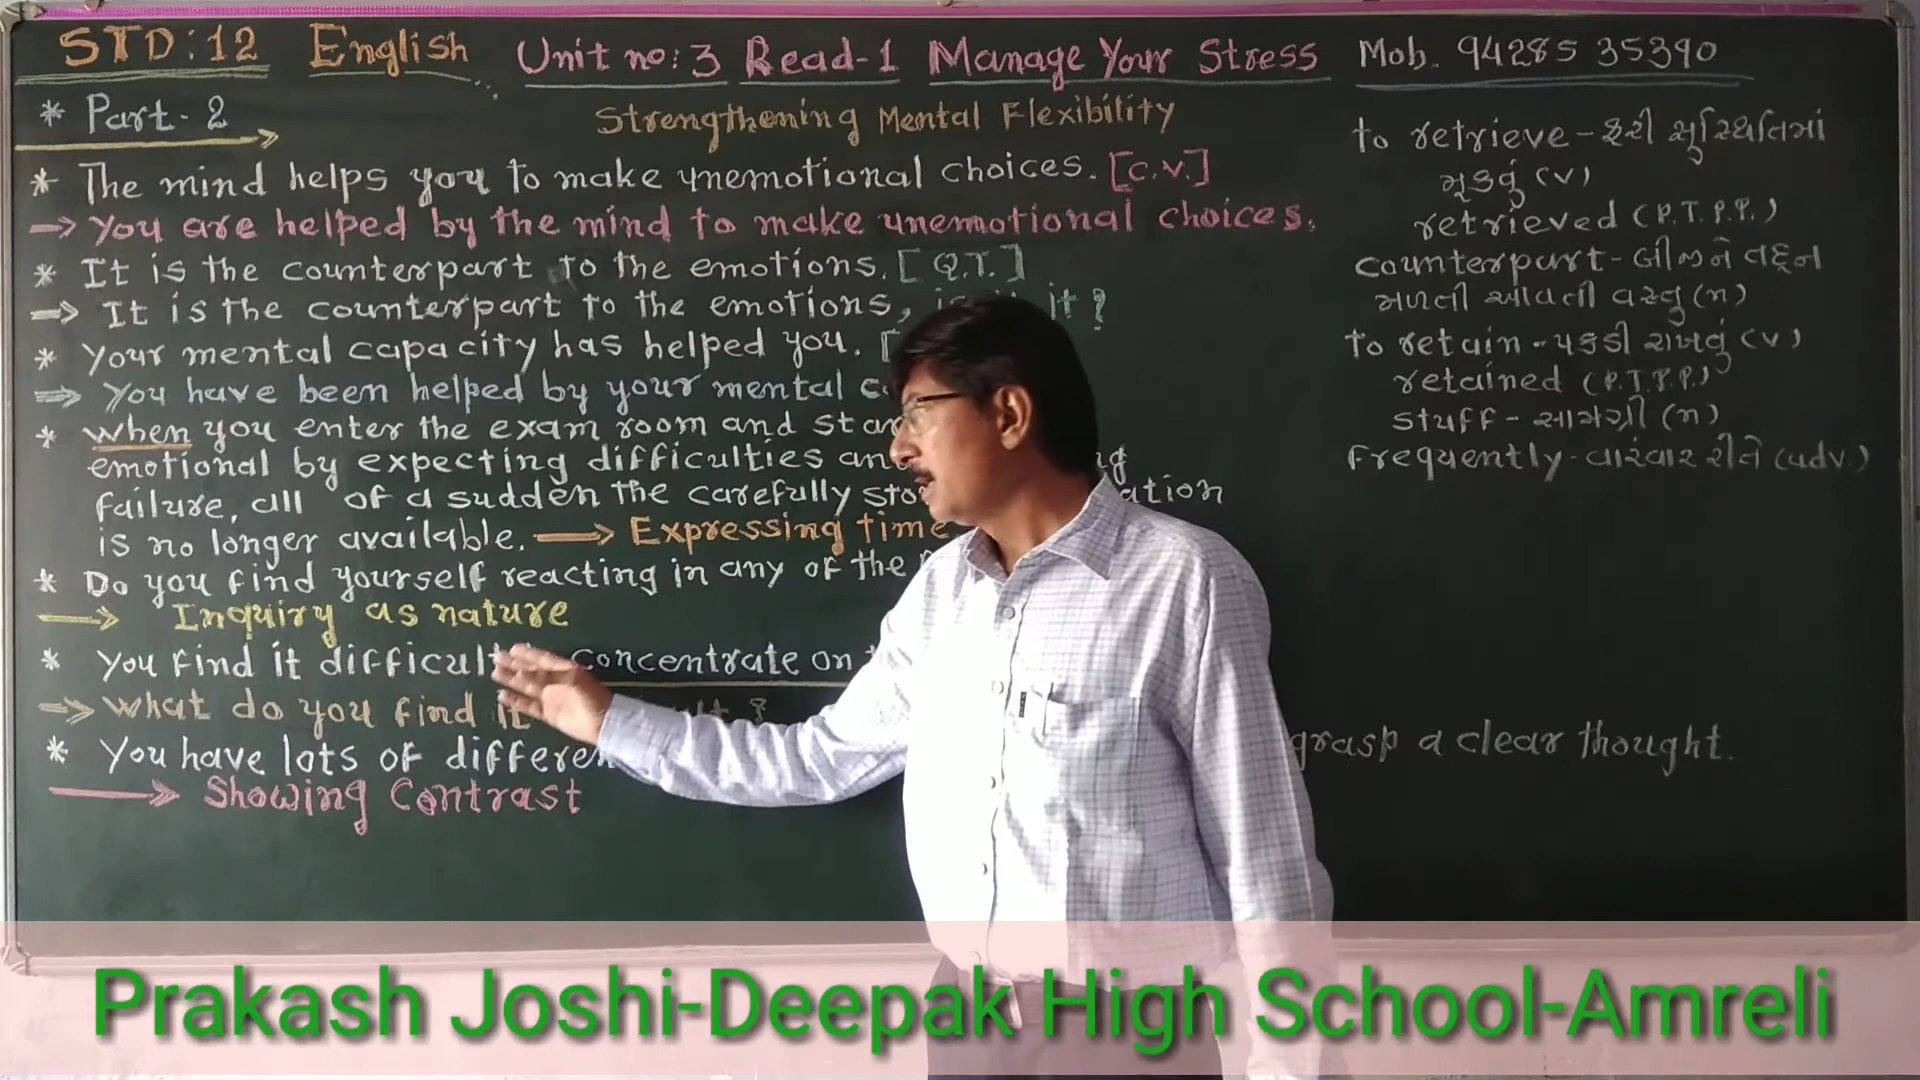 STD:12 English Unit no:3 Read-1 Manage Your Stress Mob. 94285 35390
* Part-2
Strengthening Mental Flexibility
* The mind helps you to make unemotional choices. [C.V.]
→ You are helped by the mind to make unemotional choices.
* It is the counterpart to the emotions. [Q.T.]
⇒ It is the counterpart to the emotions, it?
* Your mental capacity has helped you. [
⇒ You have been helped by your mental
* When you enter the exam room and
emotional by expecting difficulties
failure, all of a sudden the carefully
is no longer available. → Expressing time
* Do you find yourself reacting in any of the
→ Inquiry as nature
* You find it difficult concentrate on
⇒ What do you find it ?
* You have lots of grasp a clear thought.
→ Showing Contrast
to retrieve - ફરી સુસ્થિતિમાં
મૂકવું (v)
retrieved (P.T. P.P.)
counterpart - બીજાને તદ્દન
મળતી આવતી વસ્તુ (n)
to retain - પકડી રાખવું (v)
retained (P.T. P.P.)
stuff - સામગ્રી (n)
Frequently - વારંવાર રીતે (adv.)
Prakash Joshi-Deepak High School-Amreli